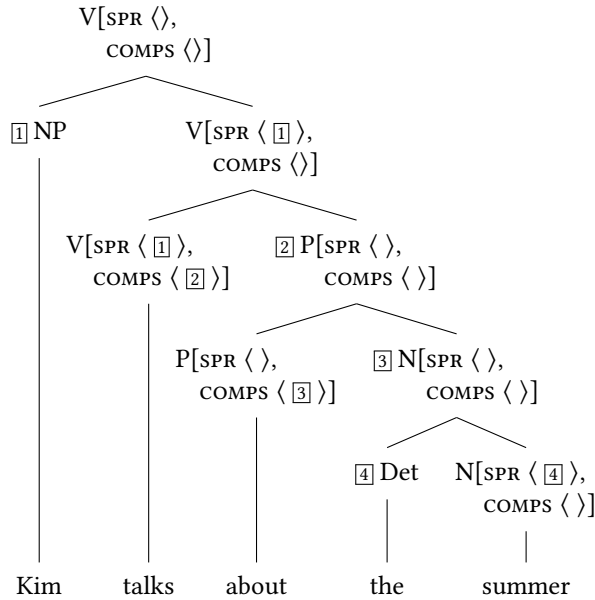 V[SPR ⟨⟩,
COMPS ⟨⟩]
1 NP V[SPR ⟨ 1 ⟩,
COMPS ⟨⟩]
V[SPR ⟨ 1 ⟩, 2 P[SPR ⟨ ⟩,
COMPS ⟨ 2 ⟩] COMPS ⟨ ⟩]
P[SPR ⟨ ⟩, 3 N[SPR ⟨ ⟩,
COMPS ⟨ 3 ⟩] COMPS ⟨ ⟩]
4 Det N[SPR ⟨ 4 ⟩,
COMPS ⟨ ⟩]
Kim talks about the summer